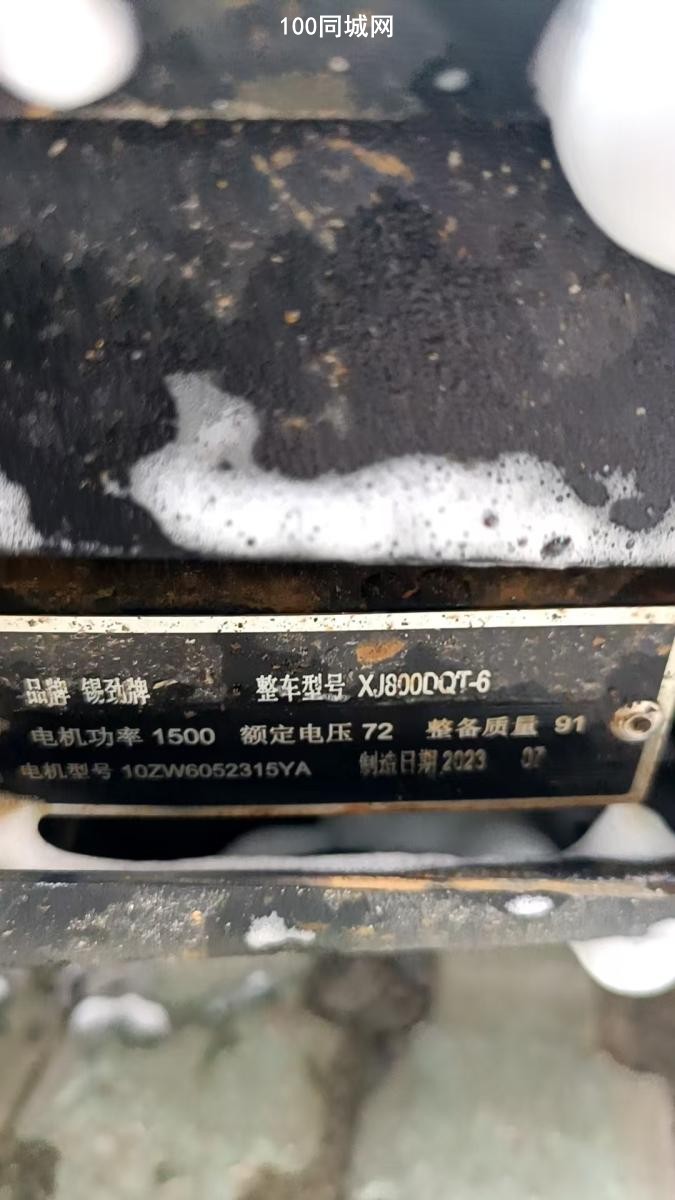 100同城网
品牌 锡劲牌 整车型号 XJ800DQT-6
电机功率 1500 额定电压 72 整备质量 91
电机型号 10ZW6052315YA 制造日期 2023 07